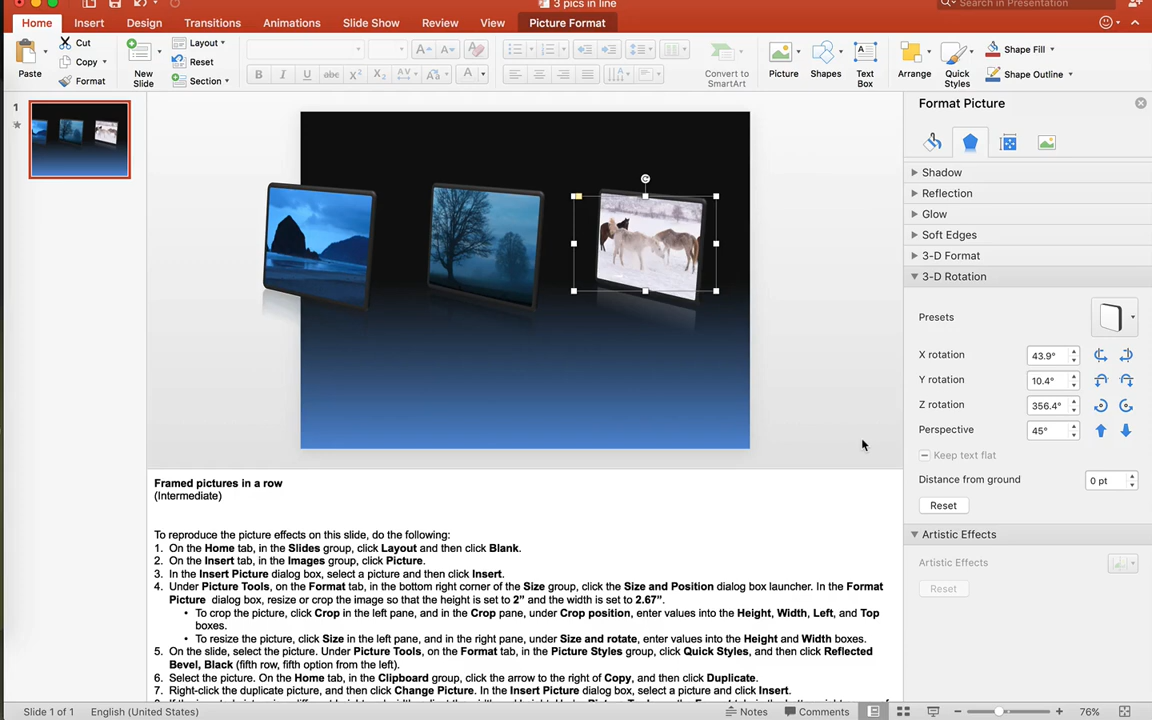 3 pics in line
Search in Presentation
Home Insert Design Transitions Animations Slide Show Review View Picture Format
Paste
Cut
Copy
Format
New Slide
Layout
Reset
Section
Convert to SmartArt
Picture
Shapes
Text Box
Arrange
Quick Styles
Shape Fill
Shape Outline
1
Format Picture
Shadow
Reflection
Glow
Soft Edges
3-D Format
3-D Rotation
Presets
X rotation 43.9°
Y rotation 10.4°
Z rotation 356.4°
Perspective 45°
Keep text flat
Distance from ground 0 pt
Reset
Artistic Effects
Artistic Effects
Reset
Framed pictures in a row
(Intermediate)
To reproduce the picture effects on this slide, do the following:
1. On the Home tab, in the Slides group, click Layout and then click Blank.
2. On the Insert tab, in the Images group, click Picture.
3. In the Insert Picture dialog box, select a picture and then click Insert.
4. Under Picture Tools, on the Format tab, in the bottom right corner of the Size group, click the Size and Position dialog box launcher. In the Format
Picture dialog box, resize or crop the image so that the height is set to 2” and the width is set to 2.67”.
• To crop the picture, click Crop in the left pane, and in the Crop pane, under Crop position, enter values into the Height, Width, Left, and Top
boxes.
• To resize the picture, click Size in the left pane, and in the right pane, under Size and rotate, enter values into the Height and Width boxes.
5. On the slide, select the picture. Under Picture Tools, on the Format tab, in the Picture Styles group, click Quick Styles, and then click Reflected
Bevel, Black (fifth row, fifth option from the left).
6. Select the picture. On the Home tab, in the Clipboard group, click the arrow to the right of Copy, and then click Duplicate.
7. Right-click the duplicate picture, and then click Change Picture. In the Insert Picture dialog box, select a picture and click Insert.
Slide 1 of 1 English (United States) Notes Comments 76%